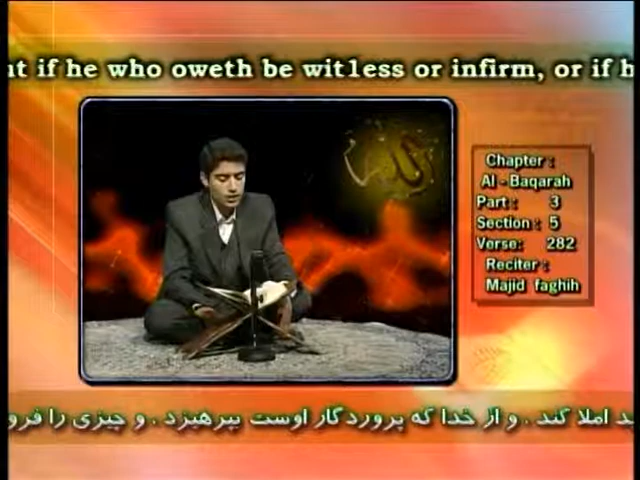 t if he who oweth be witless or infirm, or if h
Chapter :
Al - Baqarah
Part : 3
Section : 5
Verse: 282
Reciter :
Majid faghih
املا کند . و از خدا که پروردگار اوست بپرهیزد . و چیزی را فرو